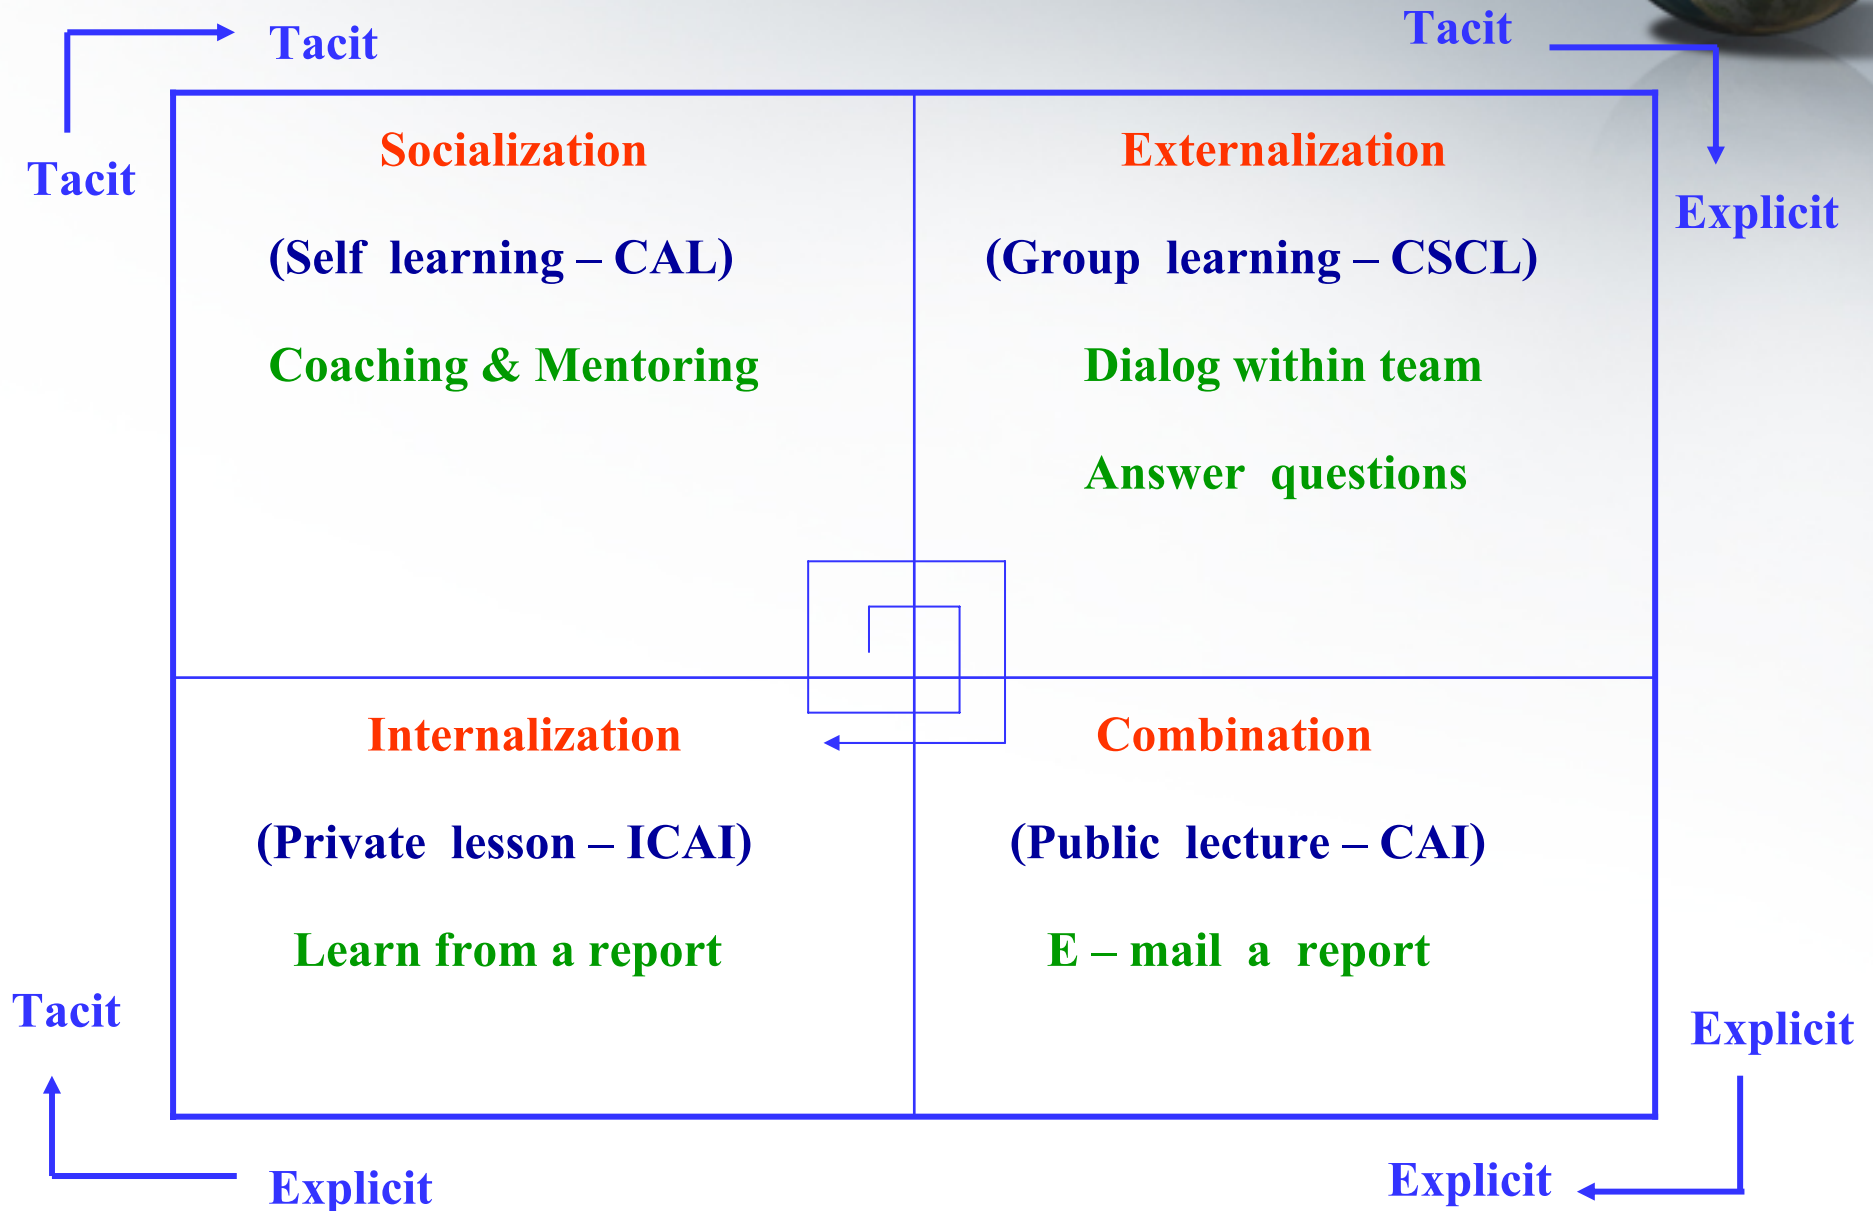 Tacit
Tacit
Tacit
Explicit
Socialization
(Self learning – CAL)
Coaching & Mentoring
Externalization
(Group learning – CSCL)
Dialog within team
Answer questions
Internalization
(Private lesson – ICAI)
Learn from a report
Combination
(Public lecture – CAI)
E – mail a report
Tacit
Explicit
Explicit
Explicit